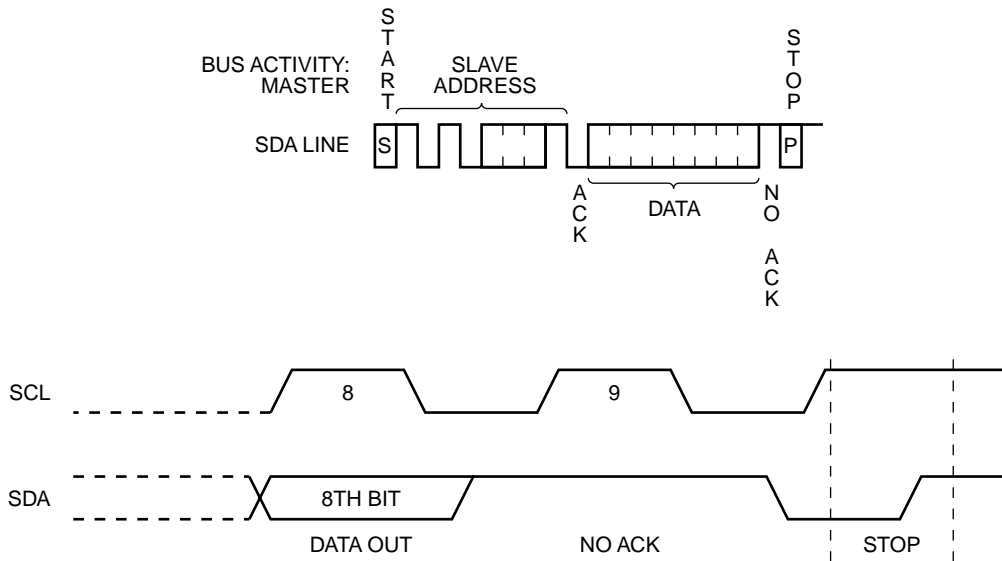 START
BUS ACTIVITY:
MASTER
SLAVE
ADDRESS
STOP
SDA LINE
S
P
ACK
DATA
NO ACK
SCL
8
9
SDA
8TH BIT
DATA OUT
NO ACK
STOP